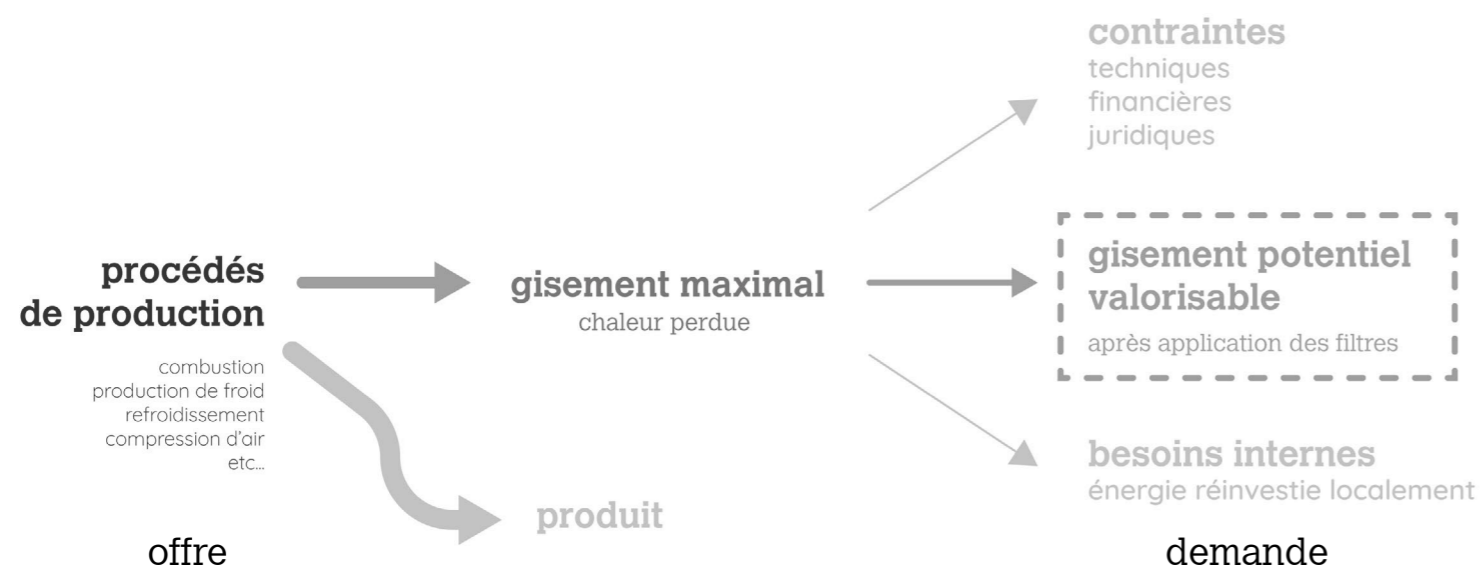 procédés
de production
combustion
production de froid
refroidissement
compression d'air
etc...
offre
gisement maximal
chaleur perdue
produit
contraintes
techniques
financières
juridiques
gisement potentiel
valorisable
après application des filtres
besoins internes
énergie réinvestie localement
demande